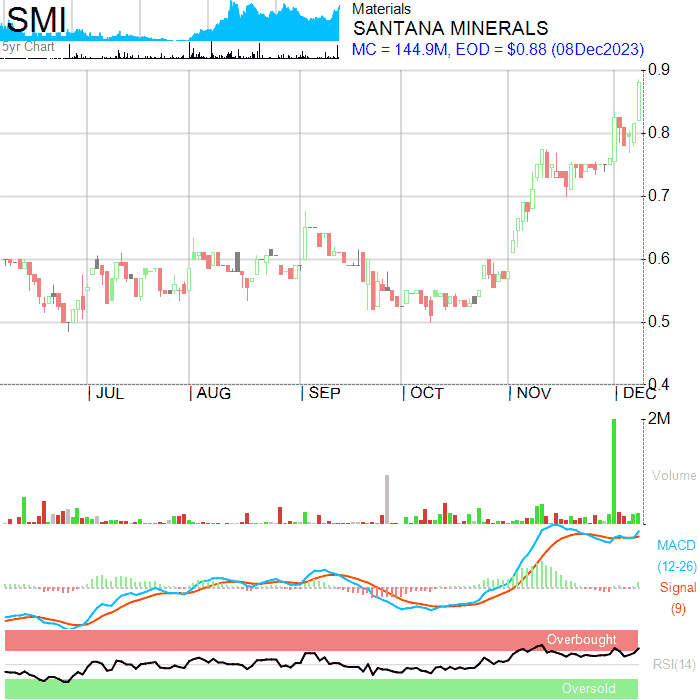 SMI
5yr Chart
Materials
SANTANA MINERALS
MC = 144.9M, EOD = $0.88 (08Dec2023)
0.9
0.8
0.7
0.6
0.5
0.4
JUL AUG SEP OCT NOV DEC
2M
Volume
MACD
(12-26)
Signal
(9)
Overbought
RSI(14)
Oversold